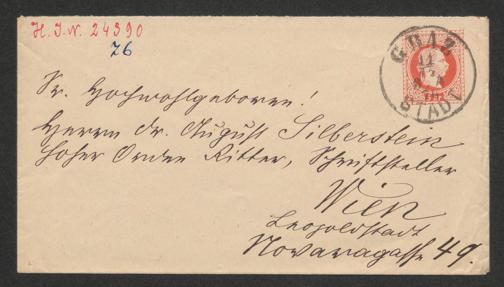 H. I. N. 24390
76
GRAZ
STADT
Sr. Hochwohlgeboren!
Herrn Dr. August Silberstein
hoher Orden Ritter, Schriftsteller
Wien
Leopoldstadt
Novaragasse 49.